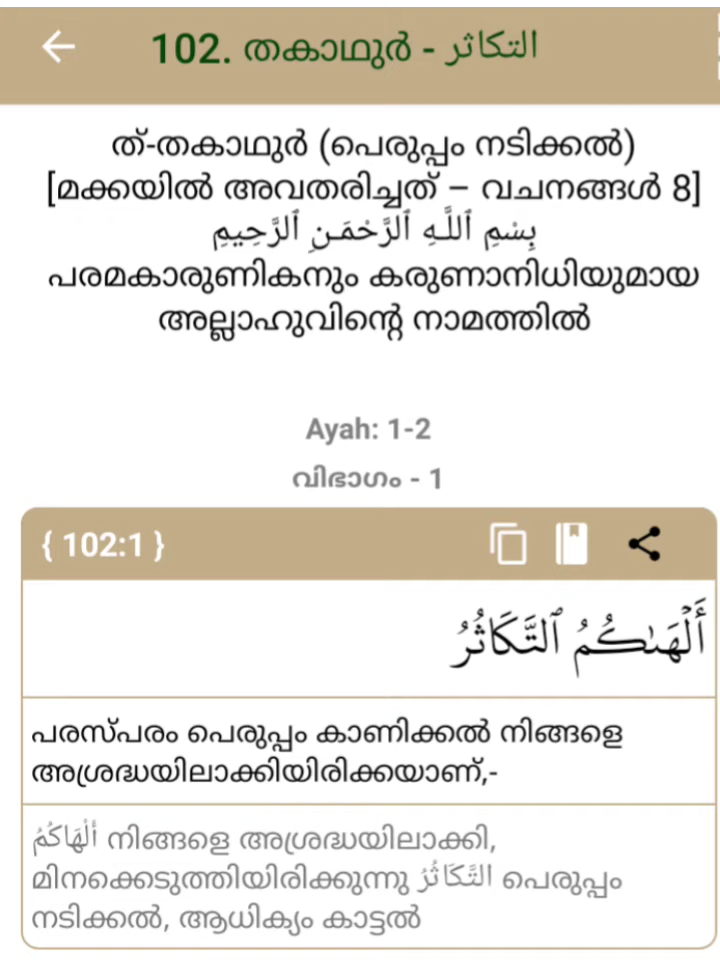 102. തകാഥുർ - التكاثر
ത്-തകാഥുർ (പെരുപ്പം നടിക്കൽ)
[മക്കയിൽ അവതരിച്ചത് – വചനങ്ങൾ 8]
بِسْمِ ٱللَّهِ ٱلرَّحْمَـٰنِ ٱلرَّحِيمِ
പരമകാരുണികനും കരുണാനിധിയുമായ
അല്ലാഹുവിന്റെ നാമത്തിൽ
Ayah: 1-2
വിഭാഗം - 1
{ 102:1 }
أَلْهَىٰكُمُ ٱلتَّكَاثُرُ
പരസ്പരം പെരുപ്പം കാണിക്കൽ നിങ്ങളെ
അശ്രദ്ധയിലാക്കിയിരിക്കയാണ്,-
أَلْهَاكُمُ നിങ്ങളെ അശ്രദ്ധയിലാക്കി,
മിനക്കെടുത്തിയിരിക്കുന്നു التَّكَاثُرُ പെരുപ്പം
നടിക്കൽ, ആധിക്യം കാട്ടൽ